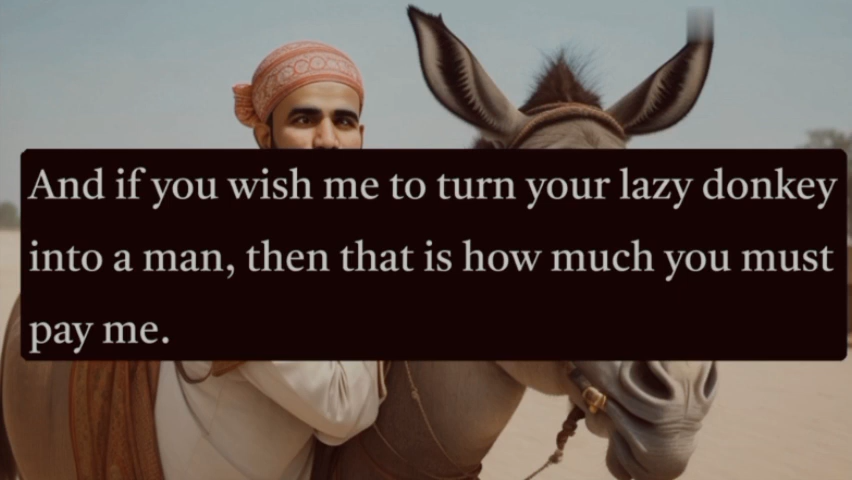 And if you wish me to turn your lazy donkey
into a man, then that is how much you must
pay me.